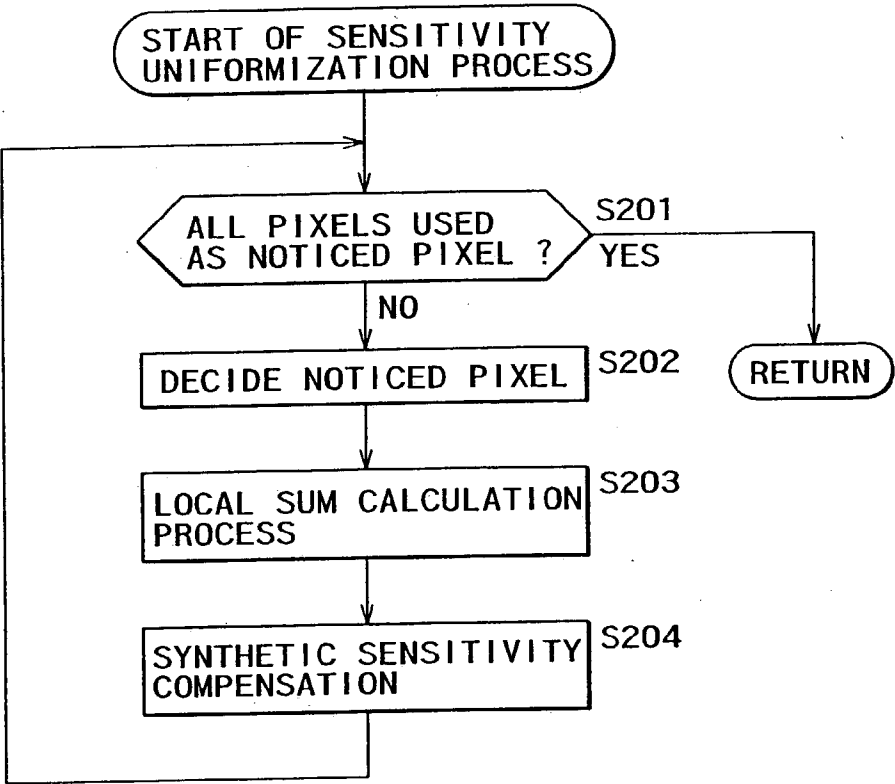 START OF SENSITIVITY
UNIFORMIZATION PROCESS
ALL PIXELS USED
AS NOTICED PIXEL ?
S201
YES
NO
DECIDE NOTICED PIXEL
S202
RETURN
LOCAL SUM CALCULATION
PROCESS
S203
SYNTHETIC SENSITIVITY
COMPENSATION
S204